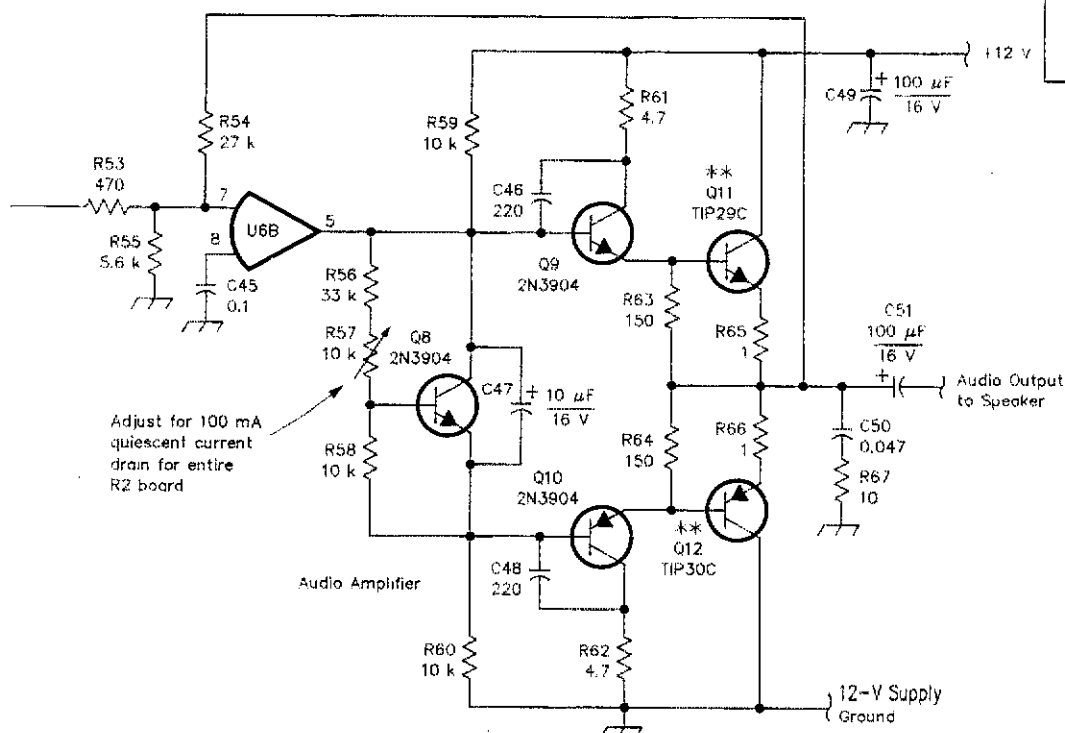 +12 V
C49
+
100 µF
16 V
R54
27 k
R59
10 k
R61
4.7
R53
470
7
8
U6B
5
R55
5.6 k
C45
0.1
C46
220
Q9
2N3904
**
Q11
TIP29C
R56
33 k
R57
10 k
Q8
2N3904
C47
+
10 µF
16 V
R63
150
R65
1
C51
100 µF
16 V
+
Audio Output
to Speaker
Adjust for 100 mA
quiescent current
drain for entire
R2 board
R58
10 k
R64
150
R66
1
C50
0.047
R67
10
Q10
2N3904
**
Q12
TIP30C
Audio Amplifier
C48
220
R60
10 k
R62
4.7
12-V Supply
Ground